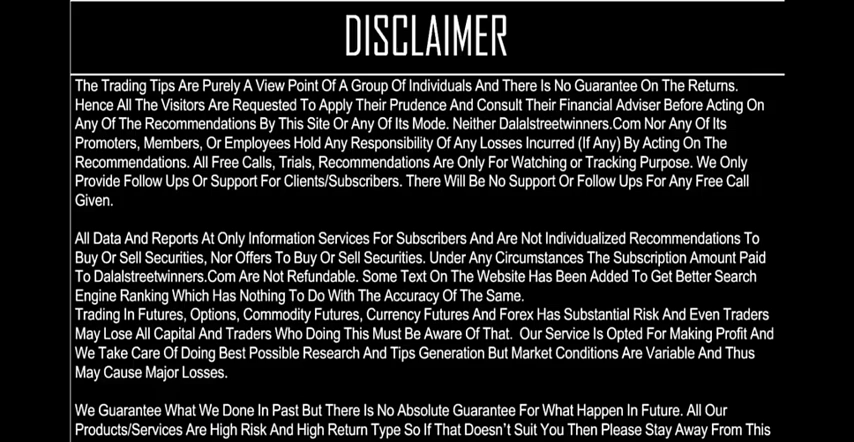 DISCLAIMER
The Trading Tips Are Purely A View Point Of A Group Of Individuals And There Is No Guarantee On The Returns.
Hence All The Visitors Are Requested To Apply Their Prudence And Consult Their Financial Adviser Before Acting On
Any Of The Recommendations By This Site Or Any Of Its Mode. Neither Dalalstreetwinners.Com Nor Any Of Its
Promoters, Members, Or Employees Hold Any Responsibility Of Any Losses Incurred (If Any) By Acting On The
Recommendations. All Free Calls, Trials, Recommendations Are Only For Watching or Tracking Purpose. We Only
Provide Follow Ups Or Support For Clients/Subscribers. There Will Be No Support Or Follow Ups For Any Free Call
Given.
All Data And Reports At Only Information Services For Subscribers And Are Not Individualized Recommendations To
Buy Or Sell Securities, Nor Offers To Buy Or Sell Securities. Under Any Circumstances The Subscription Amount Paid
To Dalalstreetwinners.Com Are Not Refundable. Some Text On The Website Has Been Added To Get Better Search
Engine Ranking Which Has Nothing To Do With The Accuracy Of The Same.
Trading In Futures, Options, Commodity Futures, Currency Futures And Forex Has Substantial Risk And Even Traders
May Lose All Capital And Traders Who Doing This Must Be Aware Of That. Our Service Is Opted For Making Profit And
We Take Care Of Doing Best Possible Research And Tips Generation But Market Conditions Are Variable And Thus
May Cause Major Losses.
We Guarantee What We Done In Past But There Is No Absolute Guarantee For What Happen In Future. All Our
Products/Services Are High Risk And High Return Type So If That Doesn't Suit You Then Please Stay Away From This